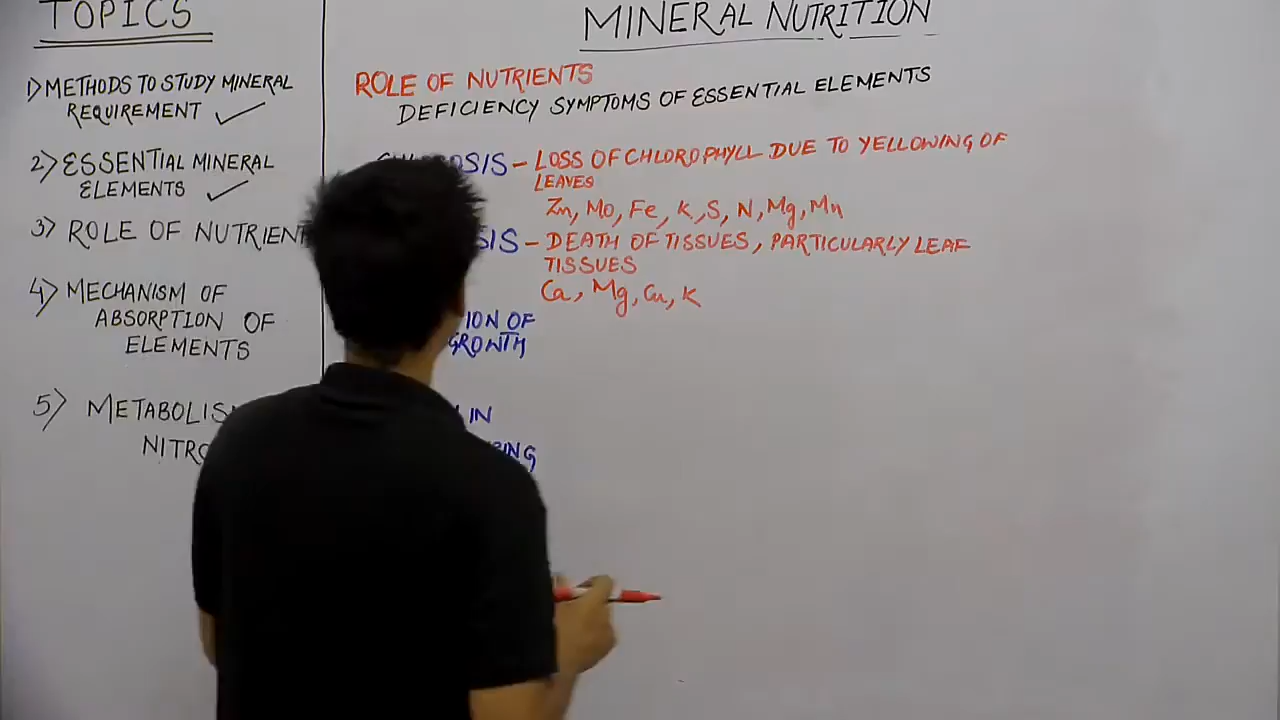 TOPICS
1) METHODS TO STUDY MINERAL
REQUIREMENT ✓
2) ESSENTIAL MINERAL
ELEMENTS ✓
3) ROLE OF NUTRIENT
4) MECHANISM OF
ABSORPTION OF
ELEMENTS
5) METABOLIS
NITRO
MINERAL NUTRITION
ROLE OF NUTRIENTS
DEFICIENCY SYMPTOMS OF ESSENTIAL ELEMENTS
OSIS - LOSS OF CHLOROPHYLL DUE TO YELLOWING OF
LEAVES
Zn, Mo, Fe, K, S, N, Mg, Mn
SIS - DEATH OF TISSUES, PARTICULARLY LEAF
TISSUES
Ca, Mg, Cu, K
ION OF
GROWTH
IN
ING